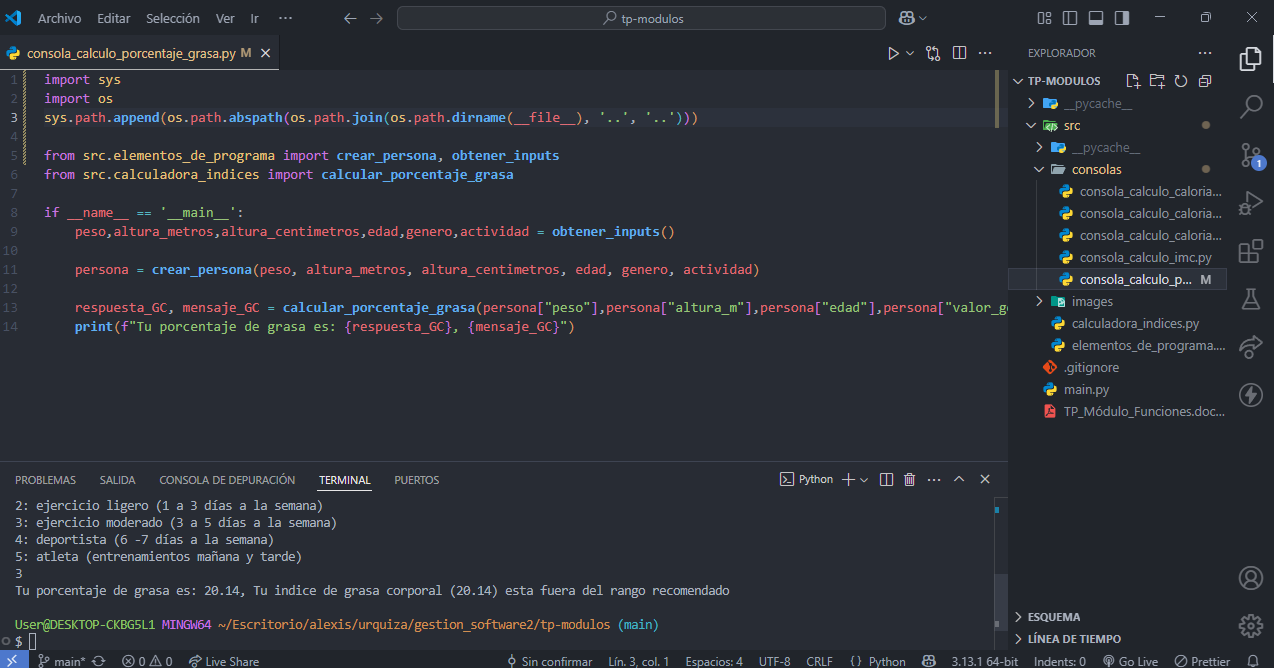 Archivo Editar Selección Ver Ir ··· tp-modulos
consola_calculo_porcentaje_grasa.py M
1 import sys
2 import os
3 sys.path.append(os.path.abspath(os.path.join(os.path.dirname(__file__), '..', '..')))
4
5 from src.elementos_de_programa import crear_persona, obtener_inputs
6 from src.calculadora_indices import calcular_porcentaje_grasa
7
8 if __name__ == '__main__':
9 peso,altura_metros,altura_centimetros,edad,genero,actividad = obtener_inputs()
10
11 persona = crear_persona(peso, altura_metros, altura_centimetros, edad, genero, actividad)
12
13 respuesta_GC, mensaje_GC = calcular_porcentaje_grasa(persona["peso"],persona["altura_m"],persona["edad"],persona["valor_g
14 print(f"Tu porcentaje de grasa es: {respuesta_GC}, {mensaje_GC}")
EXPLORADOR ···
TP-MODULOS
__pycache__
src
__pycache__
consolas
consola_calculo_caloria...
consola_calculo_caloria...
consola_calculo_caloria...
consola_calculo_imc.py
consola_calculo_p... M
images
calculadora_indices.py
elementos_de_programa....
.gitignore
main.py
TP_Módulo_Funciones.doc...
ESQUEMA
LÍNEA DE TIEMPO
1
PROBLEMAS SALIDA CONSOLA DE DEPURACIÓN TERMINAL PUERTOS Python
2: ejercicio ligero (1 a 3 días a la semana)
3: ejercicio moderado (3 a 5 días a la semana)
4: deportista (6 -7 días a la semana)
5: atleta (entrenamientos mañana y tarde)
3
Tu porcentaje de grasa es: 20.14, Tu indice de grasa corporal (20.14) esta fuera del rango recomendado
User@DESKTOP-CKBG5L1 MINGW64 ~/Escritorio/alexis/urquiza/gestion_software2/tp-modulos (main)
$
main* 0 0 Live Share Sin confirmar Lín. 3, col. 1 Espacios: 4 UTF-8 CRLF { } Python 3.13.1 64-bit Indents: 0 Go Live Prettier